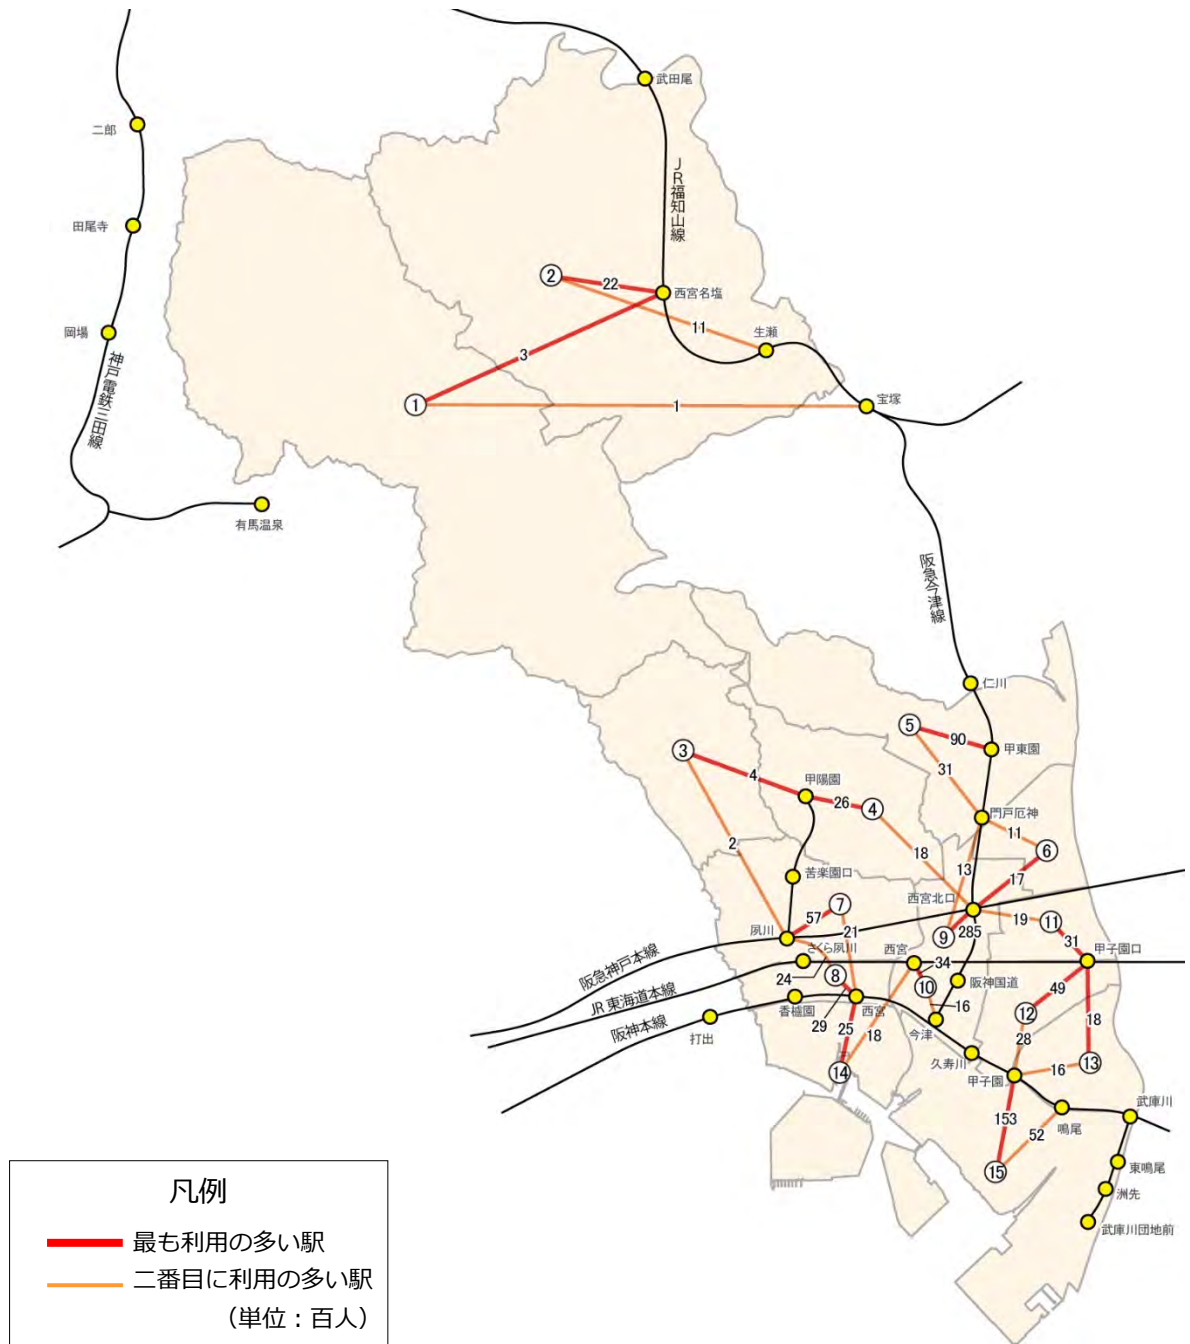 武田尾
二郎
JR福知山線
田尾寺
②
22
西宮名塩
11
生瀬
岡場
3
神戸電鉄三田線
①
1
宝塚
有馬温泉
阪急今津線
仁川
⑤
90
甲東園
③
31
4
甲陽園
26
④
門戸厄神
11
⑥
2
18
13
苦楽園口
17
西宮北口
57
⑦
19
⑪
21
⑨
285
31
夙川
さくら夙川
西宮
甲子園口
阪急神戸本線
24
34
⑧
⑩
阪神国道
49
JR東海道本線
香櫨園
29
西宮
16
⑫
阪神本線
打出
25
18
今津
28
18
久寿川
⑭
甲子園
16
⑬
153
鳴尾
武庫川
52
⑮
東鳴尾
洲先
武庫川団地前
凡例
最も利用の多い駅
二番目に利用の多い駅
（単位：百人）